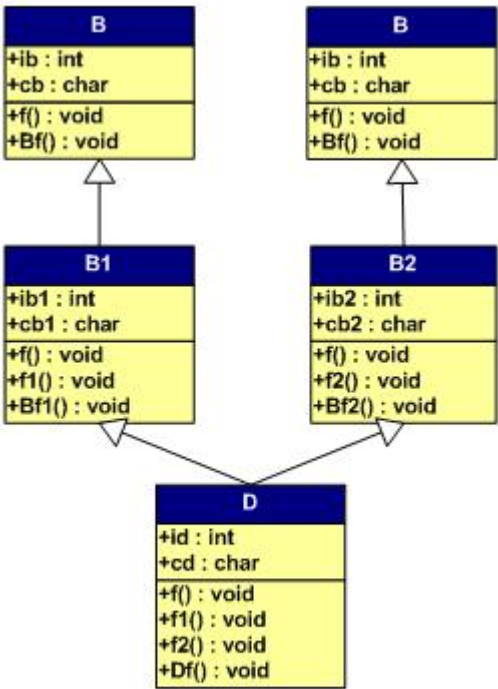 B
+ib : int
+cb : char
+f() : void
+Bf() : void
B
+ib : int
+cb : char
+f() : void
+Bf() : void
B1
+ib1 : int
+cb1 : char
+f() : void
+f1() : void
+Bf1() : void
B2
+ib2 : int
+cb2 : char
+f() : void
+f2() : void
+Bf2() : void
D
+id : int
+cd : char
+f() : void
+f1() : void
+f2() : void
+Df() : void